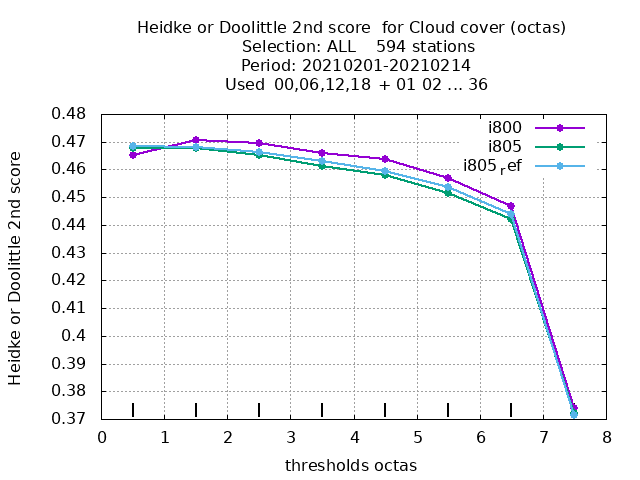 Heidke or Doolittle 2nd score  for Cloud cover (octas)
Selection: ALL    594 stations
Period: 20210201-20210214
Used  00,06,12,18  + 01 02 ... 36
0.48
i800
0.47
i805
i805ref
0.46
0.45
0.44
0.43
0.42
0.41
0.4
0.39
0.38
0.37
Heidke or Doolittle 2nd score
0 1 2 3 4 5 6 7 8
thresholds octas